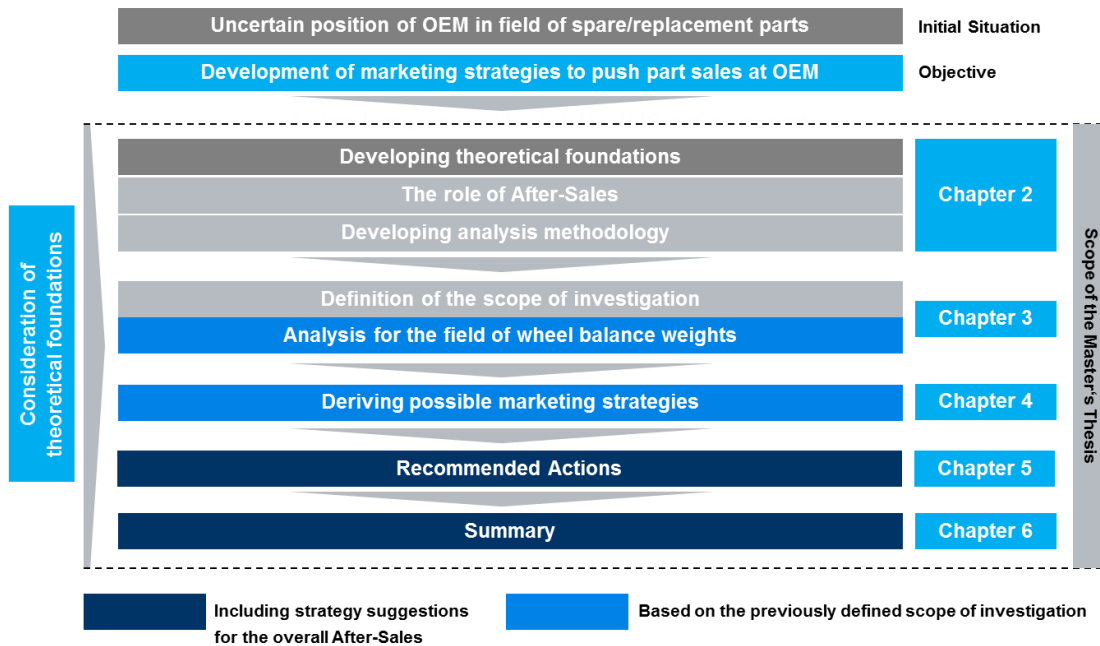 Uncertain position of OEM in field of spare/replacement parts
Initial Situation
Development of marketing strategies to push part sales at OEM
Objective
Consideration of
theoretical foundations
Developing theoretical foundations
The role of After-Sales
Developing analysis methodology
Chapter 2
Definition of the scope of investigation
Analysis for the field of wheel balance weights
Chapter 3
Deriving possible marketing strategies
Chapter 4
Recommended Actions
Chapter 5
Summary
Chapter 6
Scope of the Master's Thesis
Including strategy suggestions
for the overall After-Sales
Based on the previously defined scope of investigation